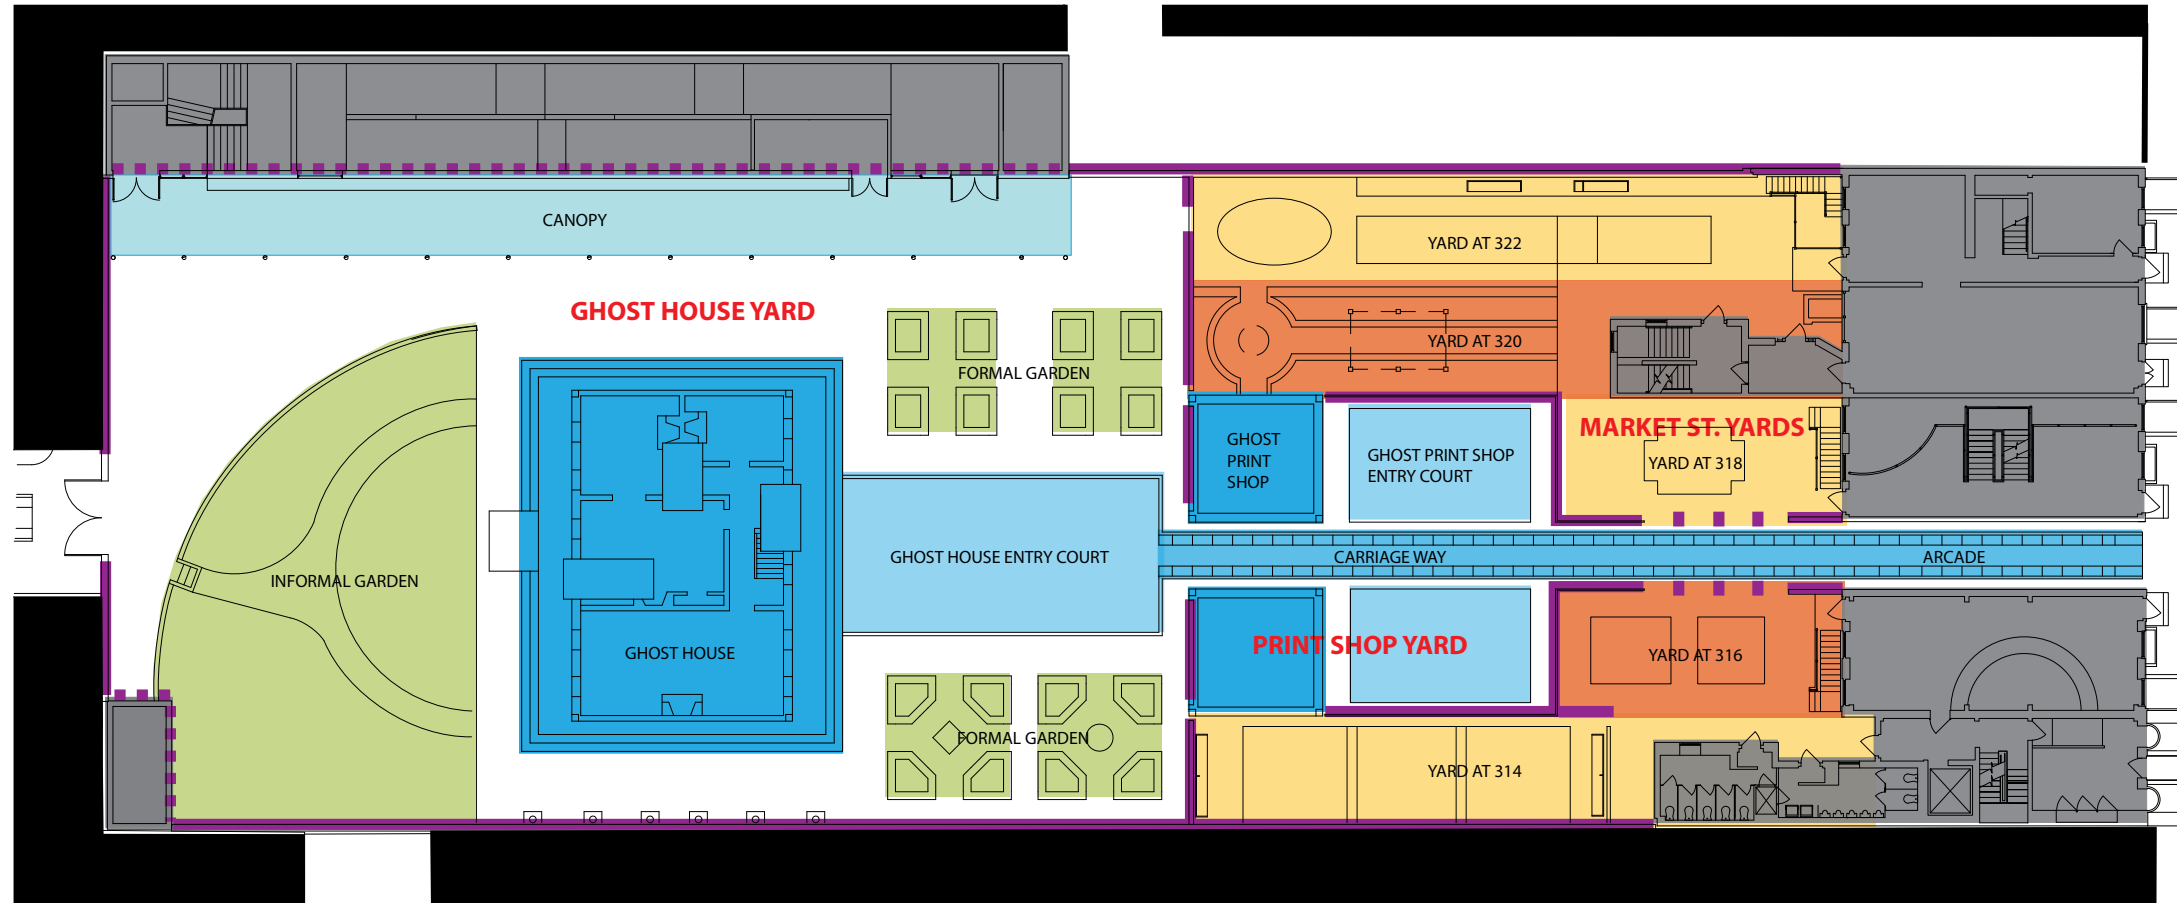 CANOPY
YARD AT 322
GHOST HOUSE YARD
YARD AT 320
FORMAL GARDEN
MARKET ST. YARDS
GHOST
PRINT
SHOP
GHOST PRINT SHOP
ENTRY COURT
YARD AT 318
GHOST HOUSE ENTRY COURT
CARRIAGE WAY
ARCADE
INFORMAL GARDEN
GHOST HOUSE
PRINT SHOP YARD
YARD AT 316
FORMAL GARDEN
YARD AT 314